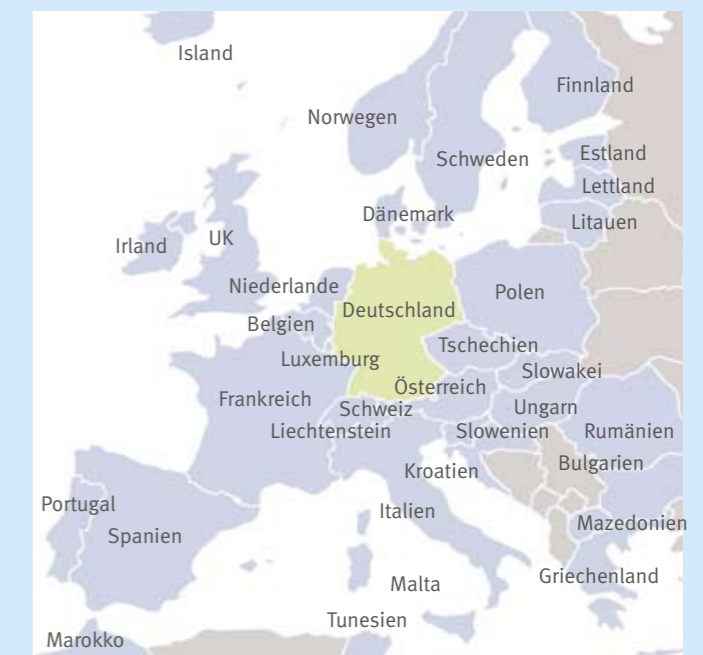 Island
Finnland
Norwegen
Schweden
Estland
Lettland
Dänemark
Litauen
Irland
UK
Niederlande
Polen
Deutschland
Belgien
Tschechien
Luxemburg
Slowakei
Österreich
Frankreich
Schweiz
Ungarn
Liechtenstein
Slowenien
Rumänien
Kroatien
Bulgarien
Portugal
Italien
Mazedonien
Spanien
Griechenland
Malta
Tunesien
Marokko